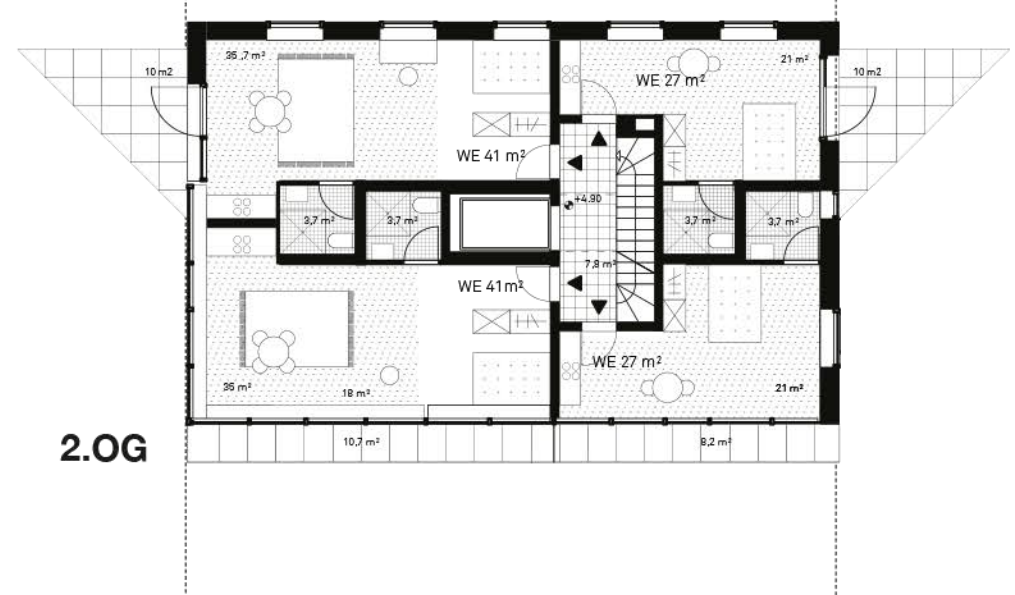 35 ,7 m²
21 m²
10 m2
10 m2
WE 27 m²
WE 41 m²
+4.90
3,7 m²
3,7 m²
3,7 m²
3,7 m²
7,9 m²
WE 41m²
WE 27 m²
35 m²
18 m²
21 m²
2.OG
10,7 m²
8,2 m²